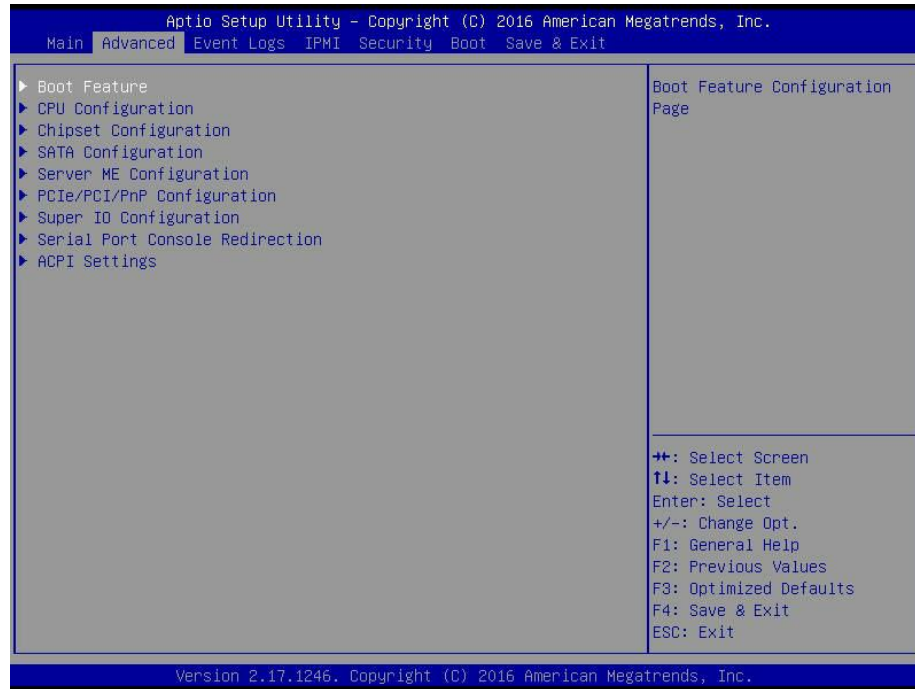 Aptio Setup Utility – Copyright (C) 2016 American Megatrends, Inc.
Main Advanced Event Logs IPMI Security Boot Save & Exit
▶ Boot Feature
▶ CPU Configuration
▶ Chipset Configuration
▶ SATA Configuration
▶ Server ME Configuration
▶ PCIe/PCI/PnP Configuration
▶ Super IO Configuration
▶ Serial Port Console Redirection
▶ ACPI Settings
Boot Feature Configuration
Page
→←: Select Screen
↑↓: Select Item
Enter: Select
+/-: Change Opt.
F1: General Help
F2: Previous Values
F3: Optimized Defaults
F4: Save & Exit
ESC: Exit
Version 2.17.1246. Copyright (C) 2016 American Megatrends, Inc.